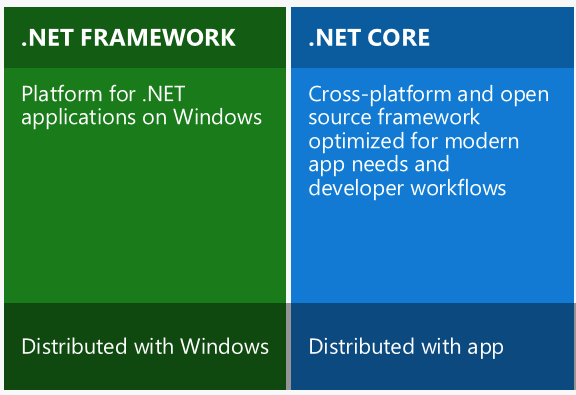 .NET FRAMEWORK
Platform for .NET
applications on Windows
Distributed with Windows
.NET CORE
Cross-platform and open
source framework
optimized for modern
app needs and
developer workflows
Distributed with app